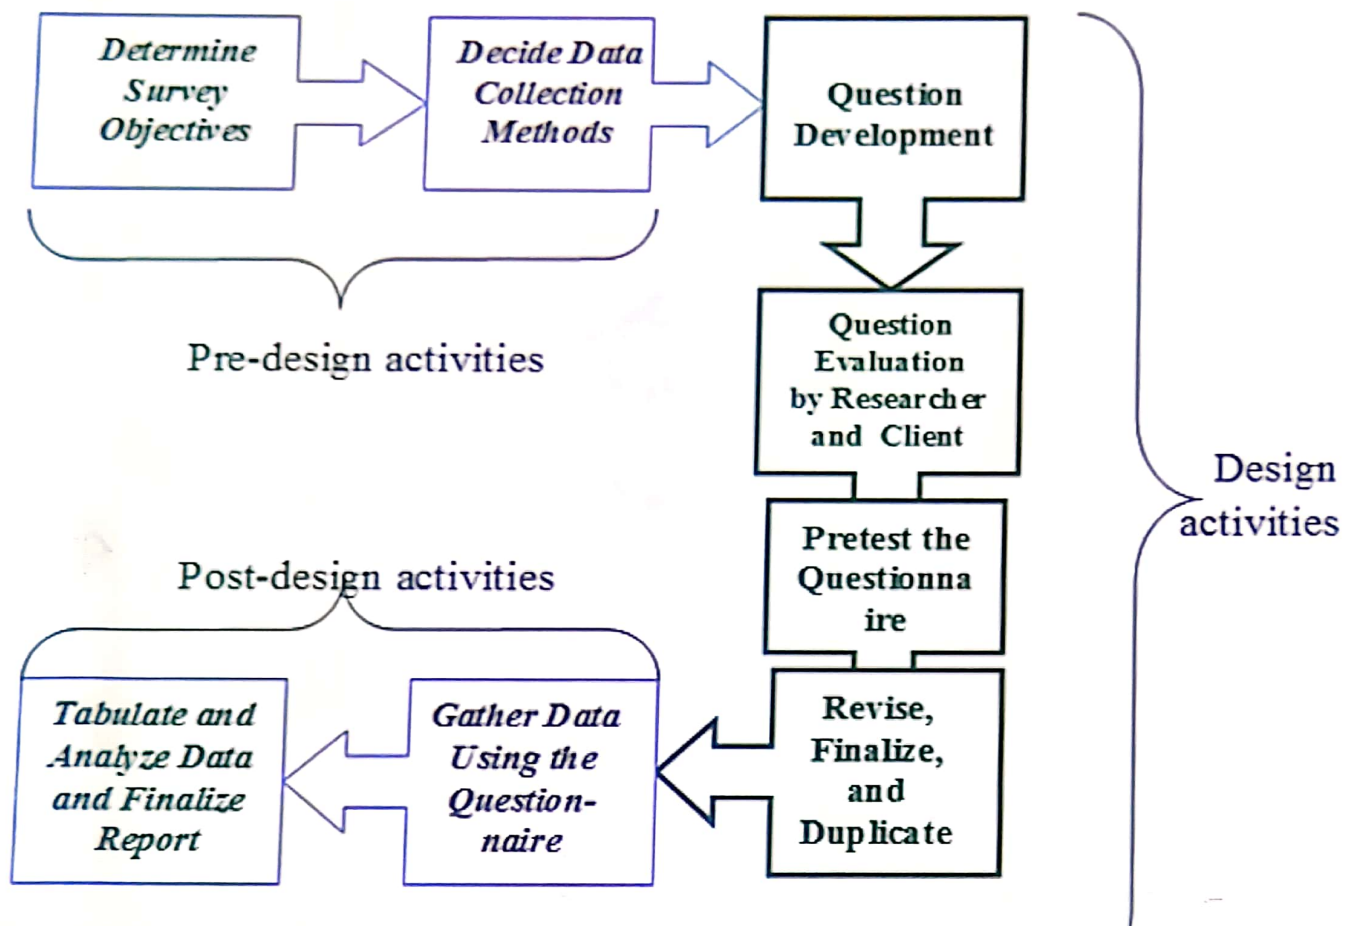 Determine
Survey
Objectives
Decide Data
Collection
Methods
Question
Development
Pre-design activities
Question
Evaluation
by Researcher
and Client
Design
activities
Pretest the
Questionna
ire
Post-design activities
Revise,
Finalize,
and
Duplicate
Gather Data
Using the
Question-
naire
Tabulate and
Analyze Data
and Finalize
Report